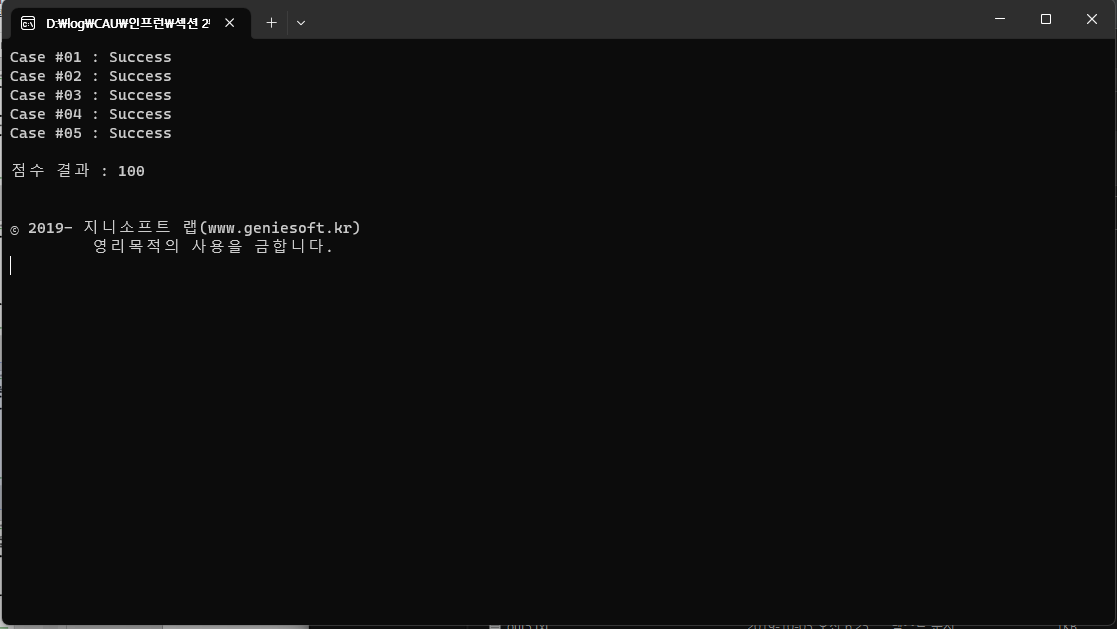 D:\log\CAU\인프런\섹션 2
Case #01 : Success
Case #02 : Success
Case #03 : Success
Case #04 : Success
Case #05 : Success
점수 결과 : 100
© 2019- 지니소프트 랩(www.geniesoft.kr)
영리목적의 사용을 금합니다.